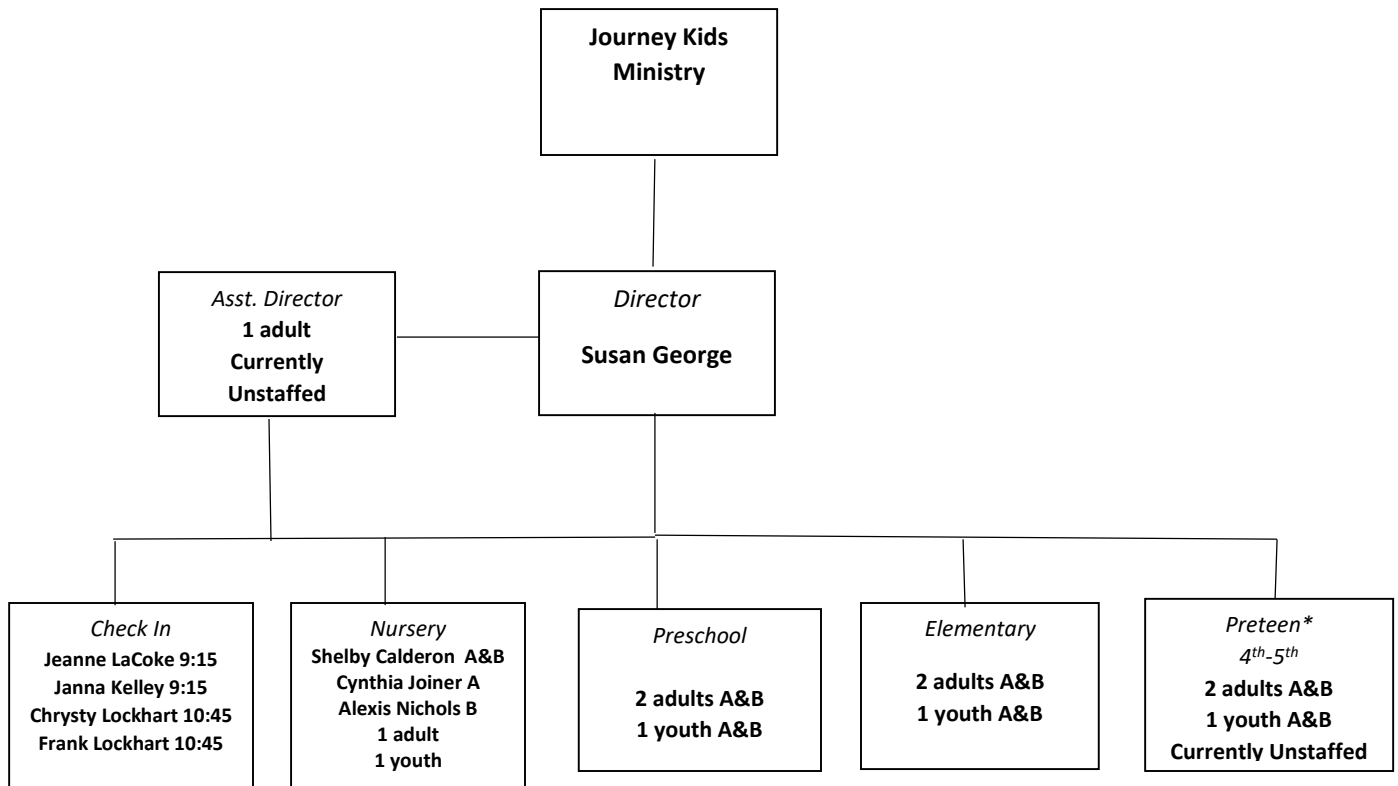 Journey Kids
Ministry
Asst. Director
1 adult
Currently
Unstaffed
Director
Susan George
Check In
Jeanne LaCoke 9:15
Janna Kelley 9:15
Chrysty Lockhart 10:45
Frank Lockhart 10:45
Nursery
Shelby Calderon A&B
Cynthia Joiner A
Alexis Nichols B
1 adult
1 youth
Preschool
2 adults A&B
1 youth A&B
Elementary
2 adults A&B
1 youth A&B
Preteen*
4th-5th
2 adults A&B
1 youth A&B
Currently Unstaffed